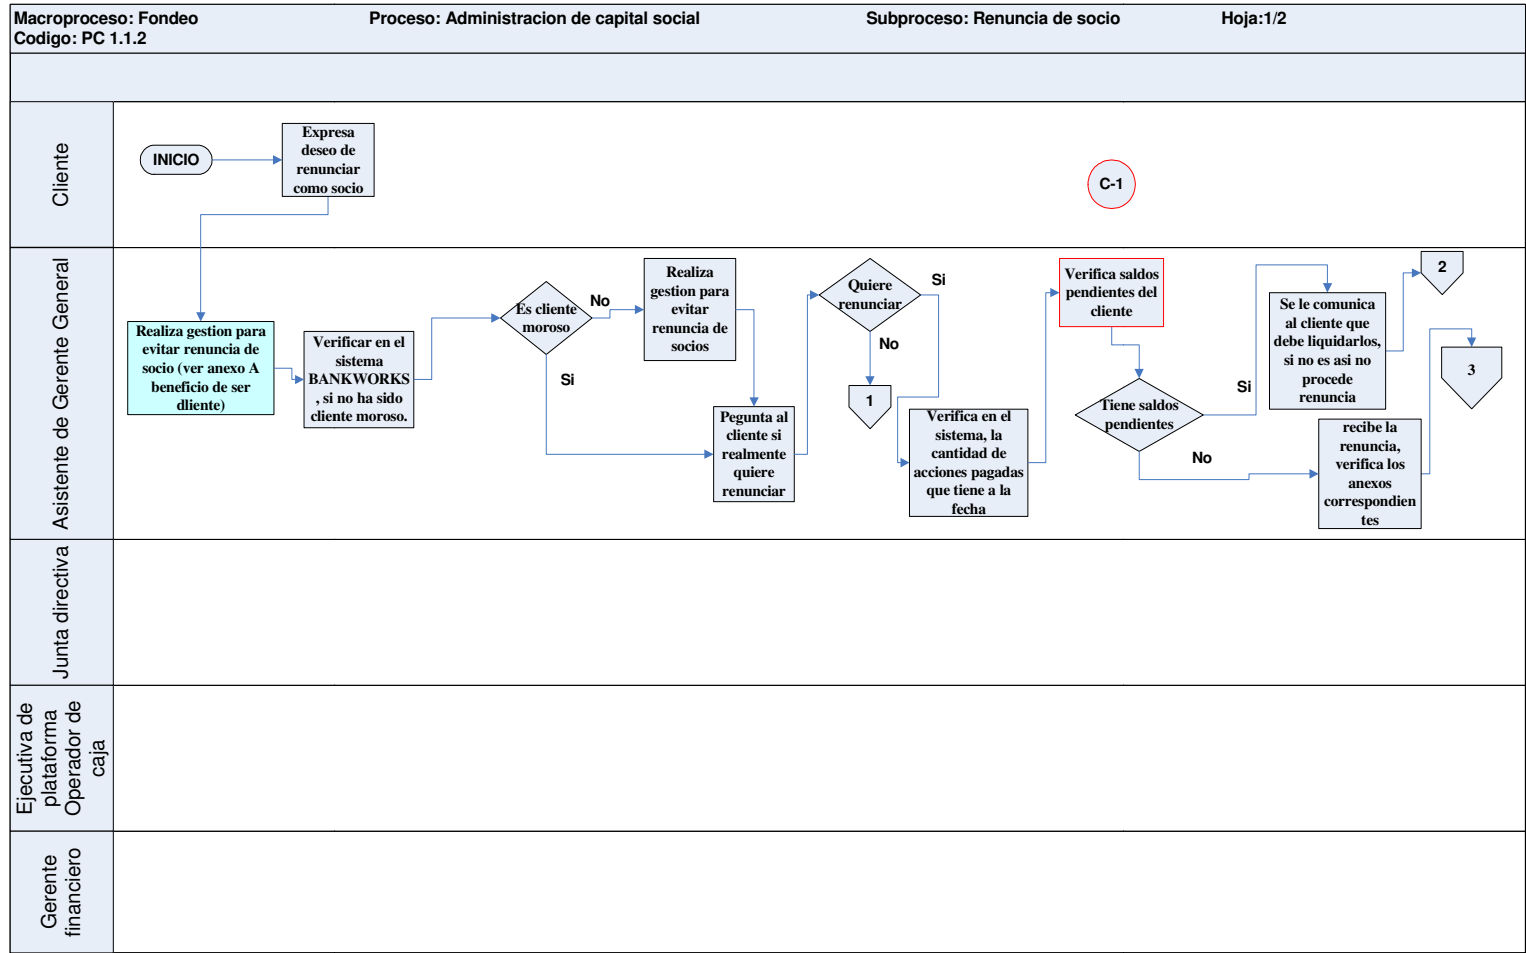 Macroproceso: Fondeo Proceso: Administracion de capital social Subproceso: Renuncia de socio Hoja:1/2
Codigo: PC 1.1.2
Cliente
INICIO
Expresa
deseo de
renunciar
como socio
C-1
Asistente de Gerente General
Realiza gestion para
evitar renuncia de
socio (ver anexo A
beneficio de ser
dliente)
Verificar en el
sistema
BANKWORKS
, si no ha sido
cliente moroso.
Es cliente
moroso
No
Si
Realiza
gestion para
evitar
renuncia de
socios
Pegunta al
cliente si
realmente
quiere
renunciar
Quiere
renunciar
Si
No
1
Verifica en el
sistema, la
cantidad de
acciones pagadas
que tiene a la
fecha
Verifica saldos
pendientes del
cliente
Tiene saldos
pendientes
Si
No
Se le comunica
al cliente que
debe liquidarlos,
si no es asi no
procede
renuncia
2
recibe la
renuncia,
verifica los
anexos
correspondien
tes
3
Junta directiva
Ejecutiva de
plataforma
Operador de
caja
Gerente
financiero